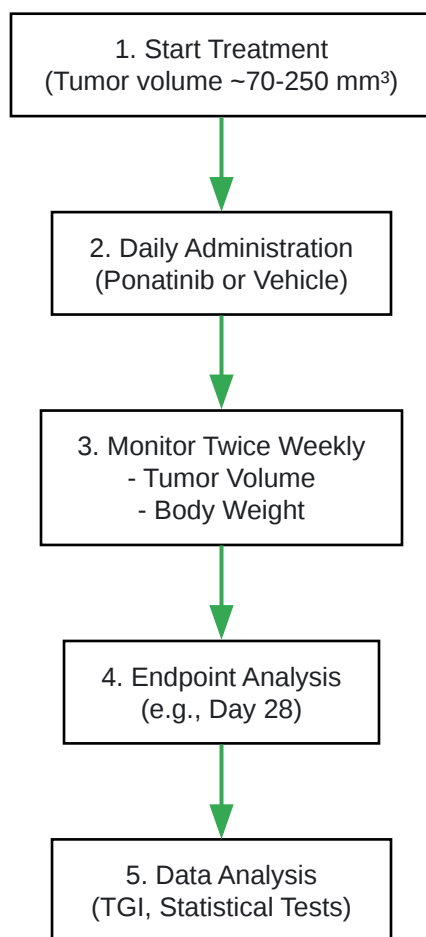 1. Start Treatment
(Tumor volume ~70-250 mm³)
2. Daily Administration
(Ponatinib or Vehicle)
3. Monitor Twice Weekly
- Tumor Volume
- Body Weight
4. Endpoint Analysis
(e.g., Day 28)
5. Data Analysis
(TGI, Statistical Tests)